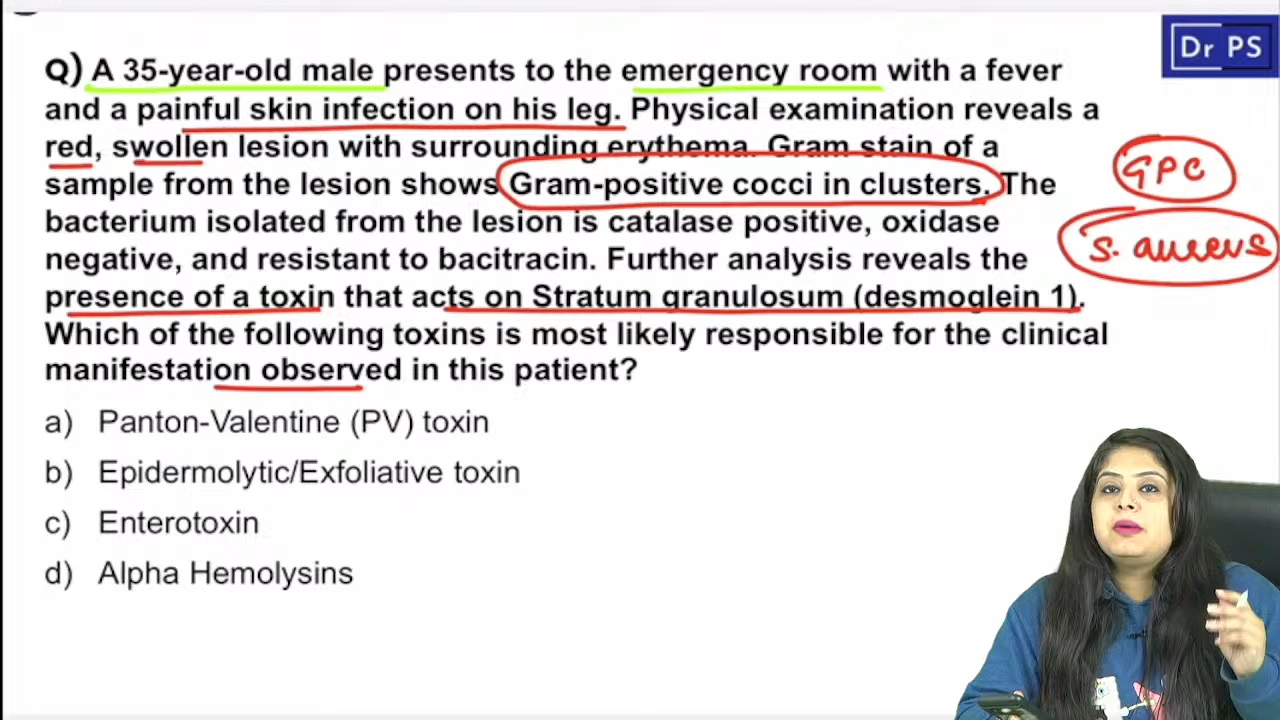 Dr PS
Q) A 35-year-old male presents to the emergency room with a fever
and a painful skin infection on his leg. Physical examination reveals a
red, swollen lesion with surrounding erythema. Gram stain of a
sample from the lesion shows Gram-positive cocci in clusters. The
bacterium isolated from the lesion is catalase positive, oxidase
negative, and resistant to bacitracin. Further analysis reveals the
presence of a toxin that acts on Stratum granulosum (desmoglein 1).
Which of the following toxins is most likely responsible for the clinical
manifestation observed in this patient?
GPC
S. aureus
a) Panton-Valentine (PV) toxin
b) Epidermolytic/Exfoliative toxin
c) Enterotoxin
d) Alpha Hemolysins